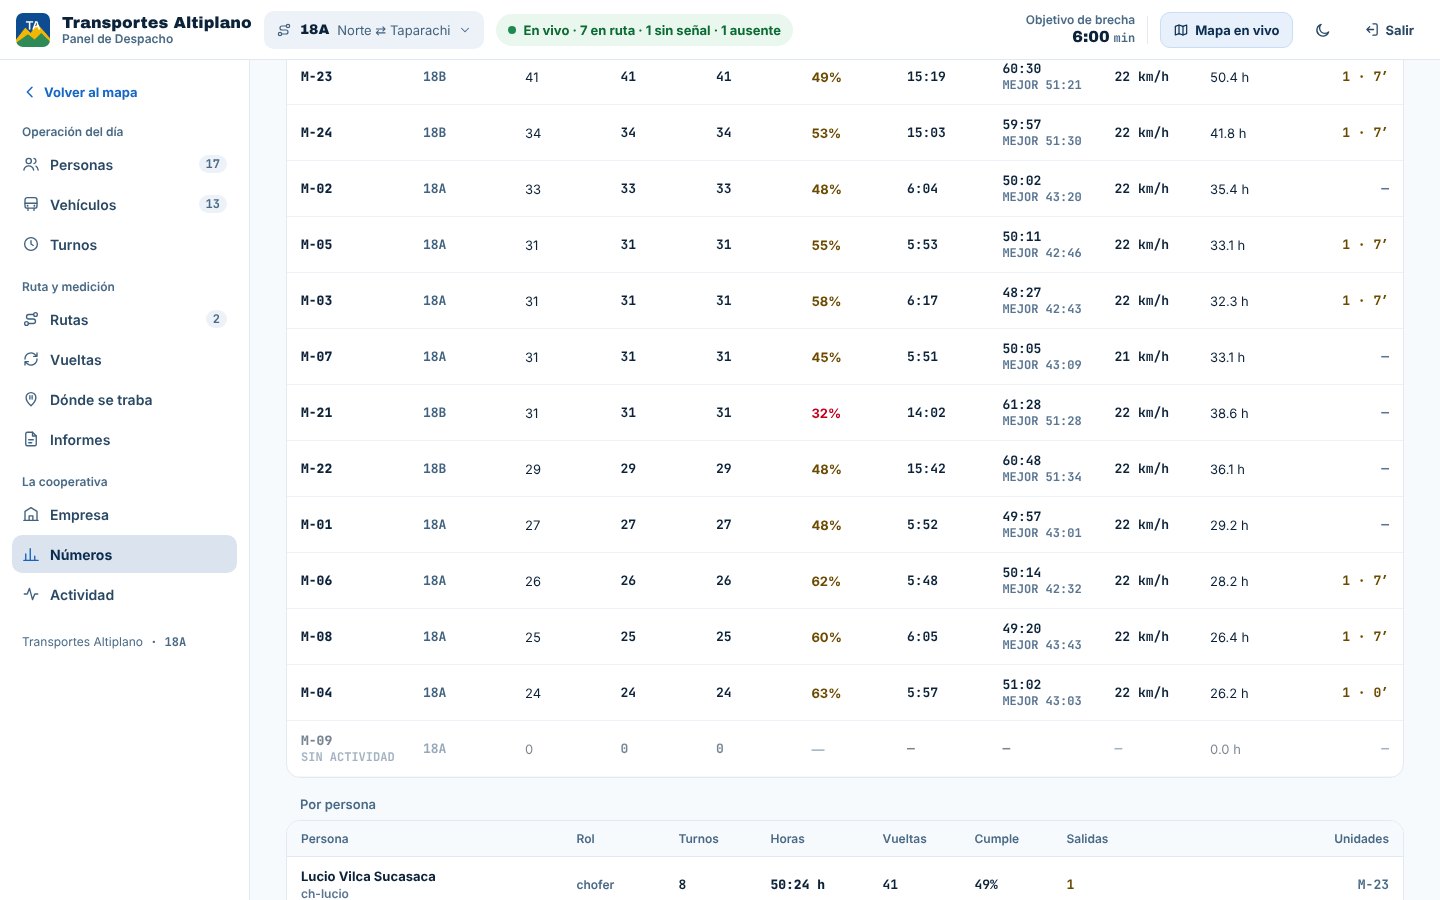 TA
Transportes Altiplano
Panel de Despacho
18A Norte ⇄ Taparachi
En vivo · 7 en ruta · 1 sin señal · 1 ausente
Objetivo de brecha
6:00 min
Mapa en vivo
Salir
Volver al mapa
Operación del día
Personas 17
Vehículos 13
Turnos
Ruta y medición
Rutas 2
Vueltas
Dónde se traba
Informes
La cooperativa
Empresa
Números
Actividad
Transportes Altiplano · 18A
M-23 18B 41 41 41 49% 15:19 60:30 22 km/h 50.4 h 1 · 7’
MEJOR 51:21
M-24 18B 34 34 34 53% 15:03 59:57 22 km/h 41.8 h 1 · 7’
MEJOR 51:30
M-02 18A 33 33 33 48% 6:04 50:02 22 km/h 35.4 h —
MEJOR 43:20
M-05 18A 31 31 31 55% 5:53 50:11 22 km/h 33.1 h 1 · 7’
MEJOR 42:46
M-03 18A 31 31 31 58% 6:17 48:27 22 km/h 32.3 h 1 · 7’
MEJOR 42:43
M-07 18A 31 31 31 45% 5:51 50:05 21 km/h 33.1 h —
MEJOR 43:09
M-21 18B 31 31 31 32% 14:02 61:28 22 km/h 38.6 h —
MEJOR 51:28
M-22 18B 29 29 29 48% 15:42 60:48 22 km/h 36.1 h —
MEJOR 51:34
M-01 18A 27 27 27 48% 5:52 49:57 22 km/h 29.2 h —
MEJOR 43:01
M-06 18A 26 26 26 62% 5:48 50:14 22 km/h 28.2 h 1 · 7’
MEJOR 42:32
M-08 18A 25 25 25 60% 6:05 49:20 22 km/h 26.4 h 1 · 7’
MEJOR 43:43
M-04 18A 24 24 24 63% 5:57 51:02 22 km/h 26.2 h 1 · 0’
MEJOR 43:03
M-09 18A 0 0 0 — — — — 0.0 h —
SIN ACTIVIDAD
Por persona
Persona Rol Turnos Horas Vueltas Cumple Salidas Unidades
Lucio Vilca Sucasaca chofer 8 50:24 h 41 49% 1 M-23
ch-lucio